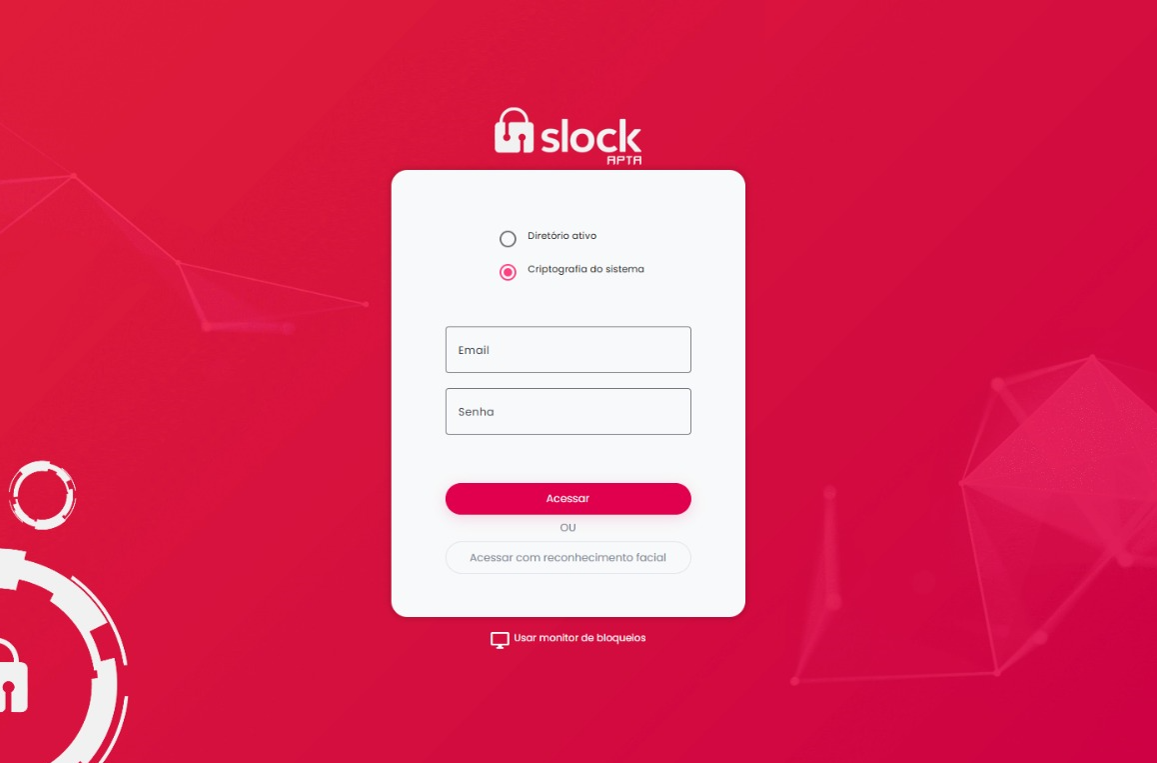 slock
APTA
Diretório ativo
Criptografia do sistema
Email
Senha
Acessar
OU
Acessar com reconhecimento facial
Usar monitor de bloqueios